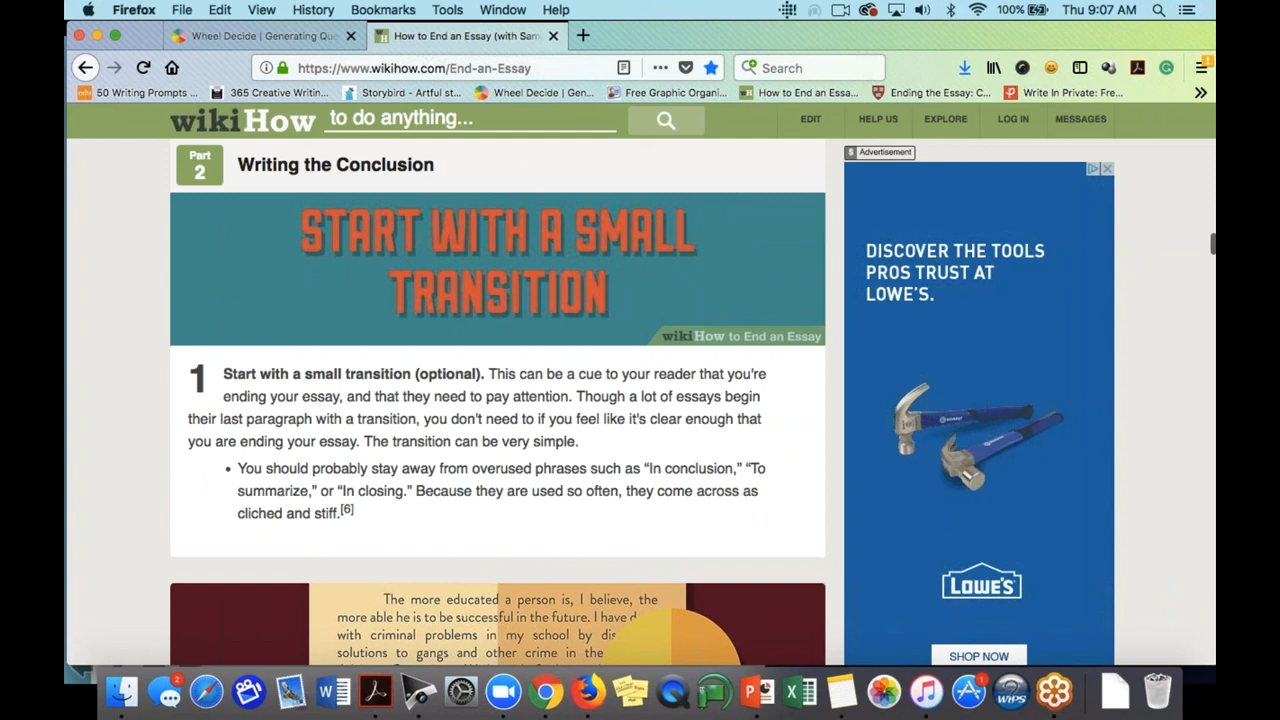 Firefox File Edit View History Bookmarks Tools Window Help 100% Thu 9:07 AM
Wheel Decide | Generating Que
How to End an Essay (with Sam
https://www.wikihow.com/End-an-Essay
Search
50 Writing Prompts ...
365 Creative Writin...
Storybird - Artful st...
Wheel Decide | Gen...
Free Graphic Organi...
How to End an Essa...
Ending the Essay: C...
Write In Private: Fre...
wikiHow to do anything...
EDIT HELP US EXPLORE LOG IN MESSAGES
Part
2
Writing the Conclusion
START WITH A SMALL
TRANSITION
wikiHow to End an Essay
1 Start with a small transition (optional). This can be a cue to your reader that you're
ending your essay, and that they need to pay attention. Though a lot of essays begin
their last paragraph with a transition, you don't need to if you feel like it's clear enough that
you are ending your essay. The transition can be very simple.
• You should probably stay away from overused phrases such as “In conclusion,” “To
summarize,” or “In closing.” Because they are used so often, they come across as
cliched and stiff.[6]
The more educated a person is, I believe, the
more able he is to be successful in the future. I have
with criminal problems in my school by
solutions to gangs and other crime in the
Advertisement
DISCOVER THE TOOLS
PROS TRUST AT
LOWE'S.
LOWE'S
SHOP NOW